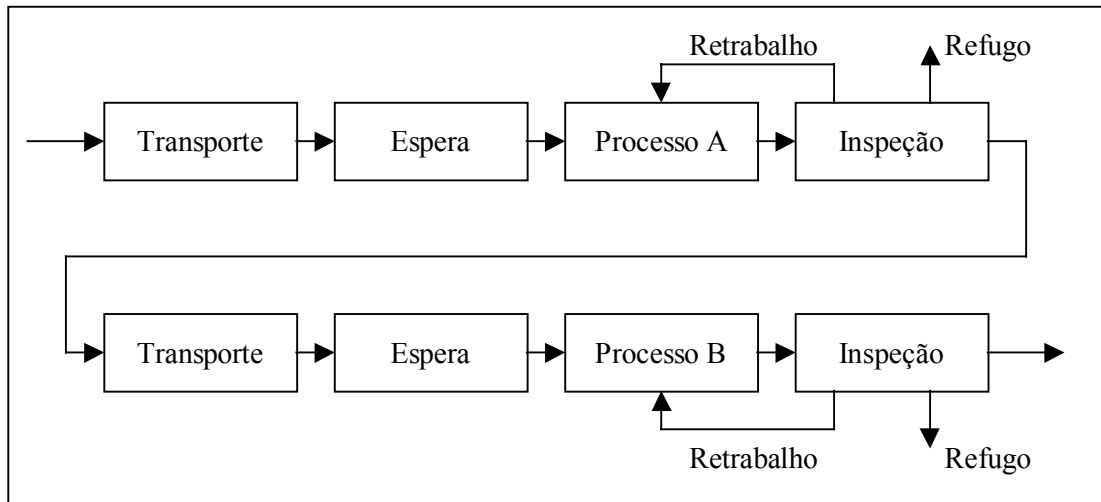 Retrabalho
Refugo
Transporte
Espera
Processo A
Inspeção
Transporte
Espera
Processo B
Inspeção
Retrabalho
Refugo